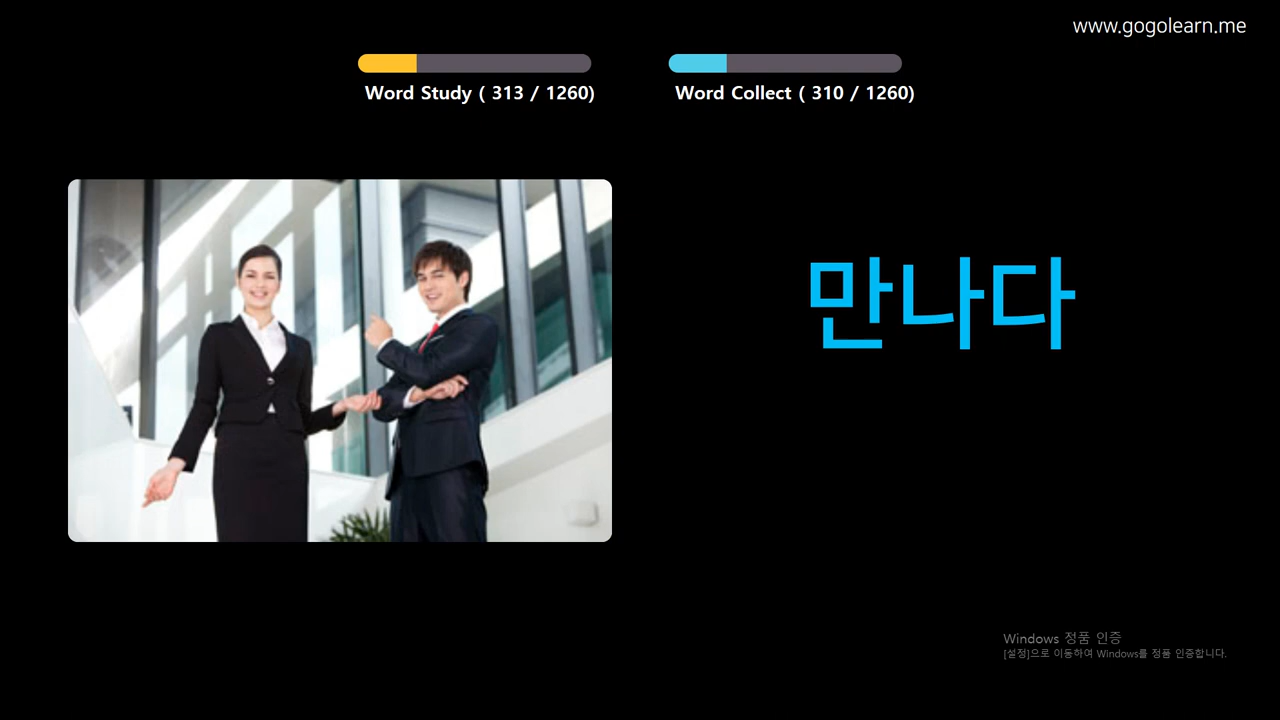 www.gogolearn.me
Word Study ( 313 / 1260)
Word Collect ( 310 / 1260)
만나다
Windows 정품 인증
[설정]으로 이동하여 Windows를 정품 인증합니다.